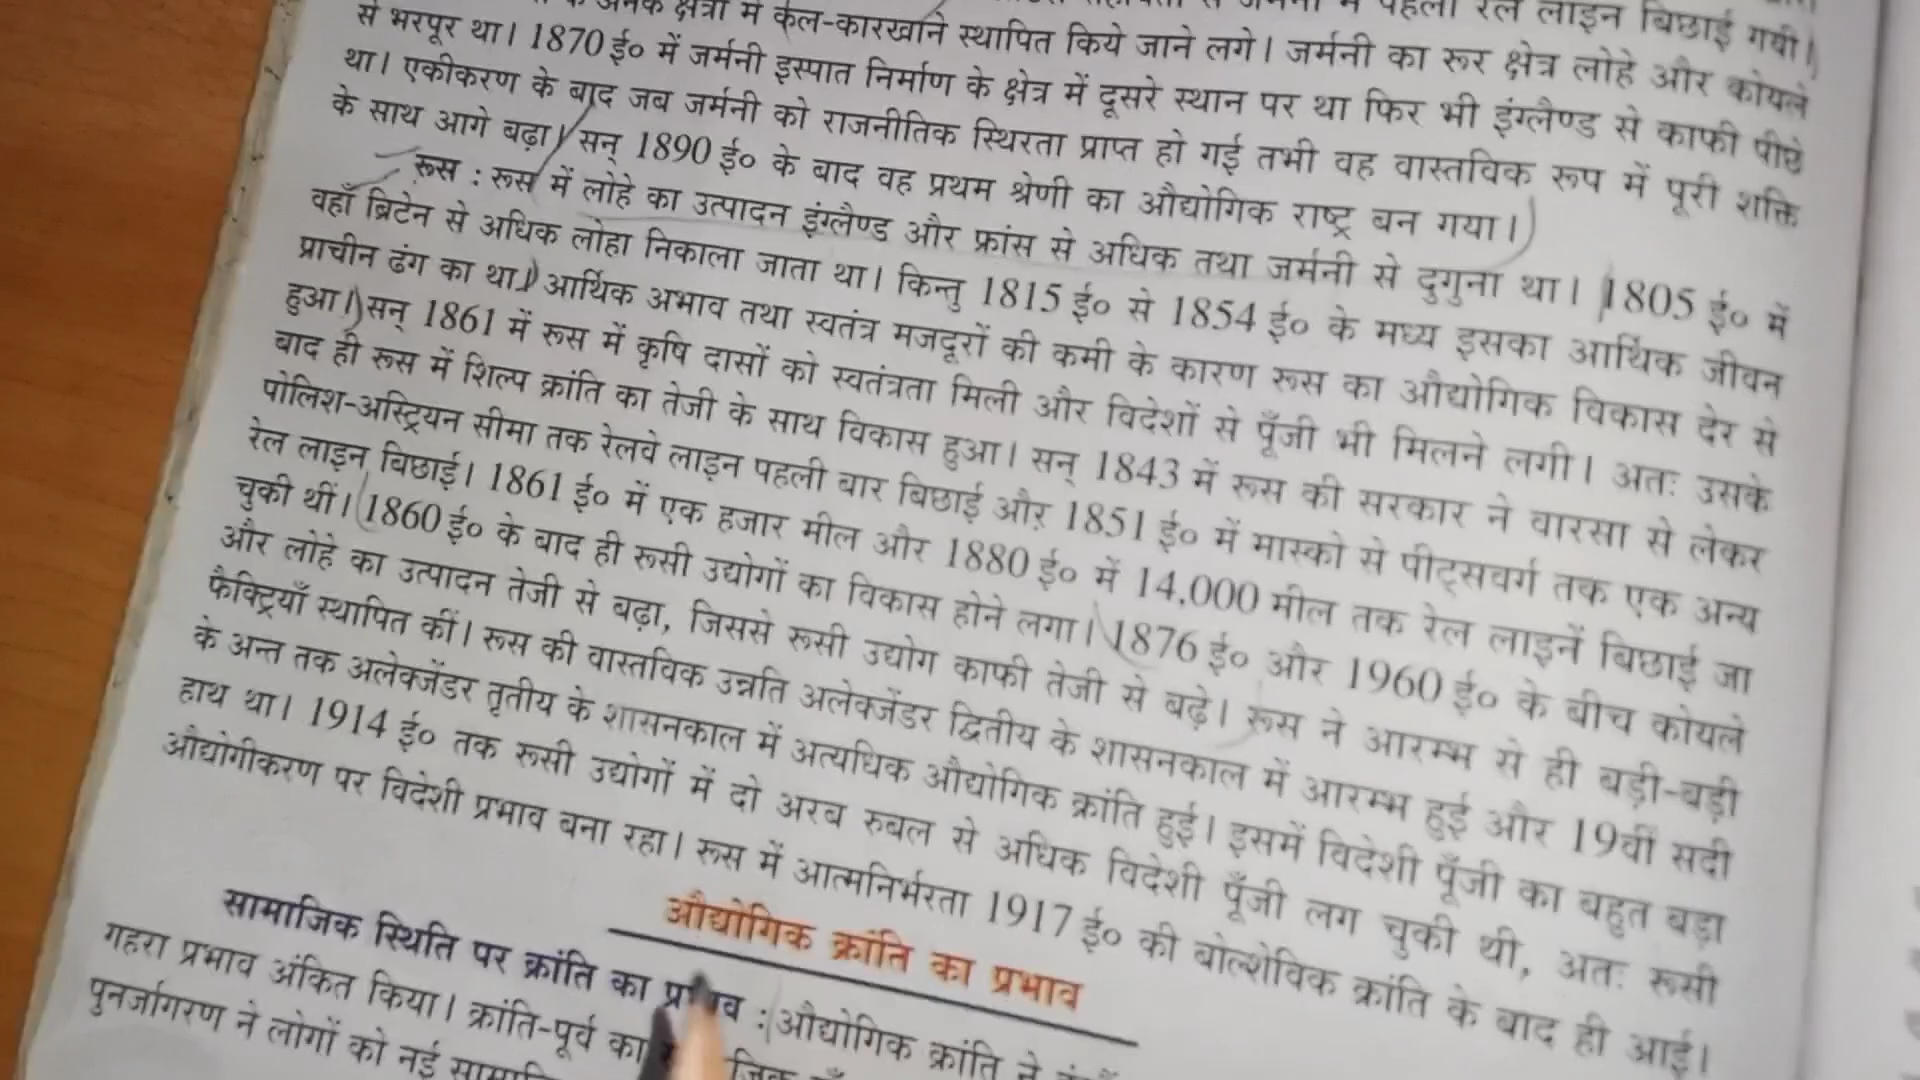 के अनेक क्षेत्रों में कल-कारखाने स्थापित किये जाने लगे। जर्मनी का रूर क्षेत्र लोहे और कोयले
से भरपूर था। 1870 ई० में जर्मनी इस्पात निर्माण के क्षेत्र में दूसरे स्थान पर था फिर भी इंग्लैण्ड से काफी पीछे
था। एकीकरण के बाद जब जर्मनी को राजनीतिक स्थिरता प्राप्त हो गई तभी वह वास्तविक रूप में पूरी शक्ति
के साथ आगे बढ़ा। सन् 1890 ई० के बाद वह प्रथम श्रेणी का औद्योगिक राष्ट्र बन गया।
रूस : रूस में लोहे का उत्पादन इंग्लैण्ड और फ्रांस से अधिक तथा जर्मनी से दुगुना था। 1805 ई० में
वहाँ ब्रिटेन से अधिक लोहा निकाला जाता था। किन्तु 1815 ई० से 1854 ई० के मध्य इसका आर्थिक जीवन
प्राचीन ढंग का था। आर्थिक अभाव तथा स्वतंत्र मजदूरों की कमी के कारण रूस का औद्योगिक विकास देर से
हुआ। सन् 1861 में रूस में कृषि दासों को स्वतंत्रता मिली और विदेशों से पूँजी भी मिलने लगी। अतः उसके
बाद ही रूस में शिल्प क्रांति का तेजी के साथ विकास हुआ। सन् 1843 में रूस की सरकार ने वारसा से लेकर
पोलिश-अस्ट्रियन सीमा तक रेलवे लाइन पहली बार बिछाई और 1851 ई० में मास्को से पीट्सवर्ग तक एक अन्य
रेल लाइन बिछाई। 1861 ई० में एक हजार मील और 1880 ई० में 14,000 मील तक रेल लाइनें बिछाई जा
चुकी थीं। 1860 ई० के बाद ही रूसी उद्योगों का विकास होने लगा। 1876 ई० और 1960 ई० के बीच कोयले
और लोहे का उत्पादन तेजी से बढ़ा, जिससे रूसी उद्योग काफी तेजी से बढ़े। रूस ने आरम्भ से ही बड़ी-बड़ी
फैक्ट्रियाँ स्थापित कीं। रूस की वास्तविक उन्नति अलेक्जेंडर द्वितीय के शासनकाल में आरम्भ हुई और 19वीं सदी
के अन्त तक अलेक्जेंडर तृतीय के शासनकाल में अत्यधिक औद्योगिक क्रांति हुई। इसमें विदेशी पूँजी का बहुत बड़ा
हाथ था। 1914 ई० तक रूसी उद्योगों में दो अरब रुबल से अधिक विदेशी पूँजी लग चुकी थी, अतः रूसी
औद्योगीकरण पर विदेशी प्रभाव बना रहा। रूस में आत्मनिर्भरता 1917 ई० की बोल्शेविक क्रांति के बाद ही आई।
औद्योगिक क्रांति का प्रभाव
सामाजिक स्थिति पर क्रांति का प्रभाव : औद्योगिक क्रांति ने
गहरा प्रभाव अंकित किया। क्रांति-पूर्व
पुनर्जागरण ने लोगों को नई